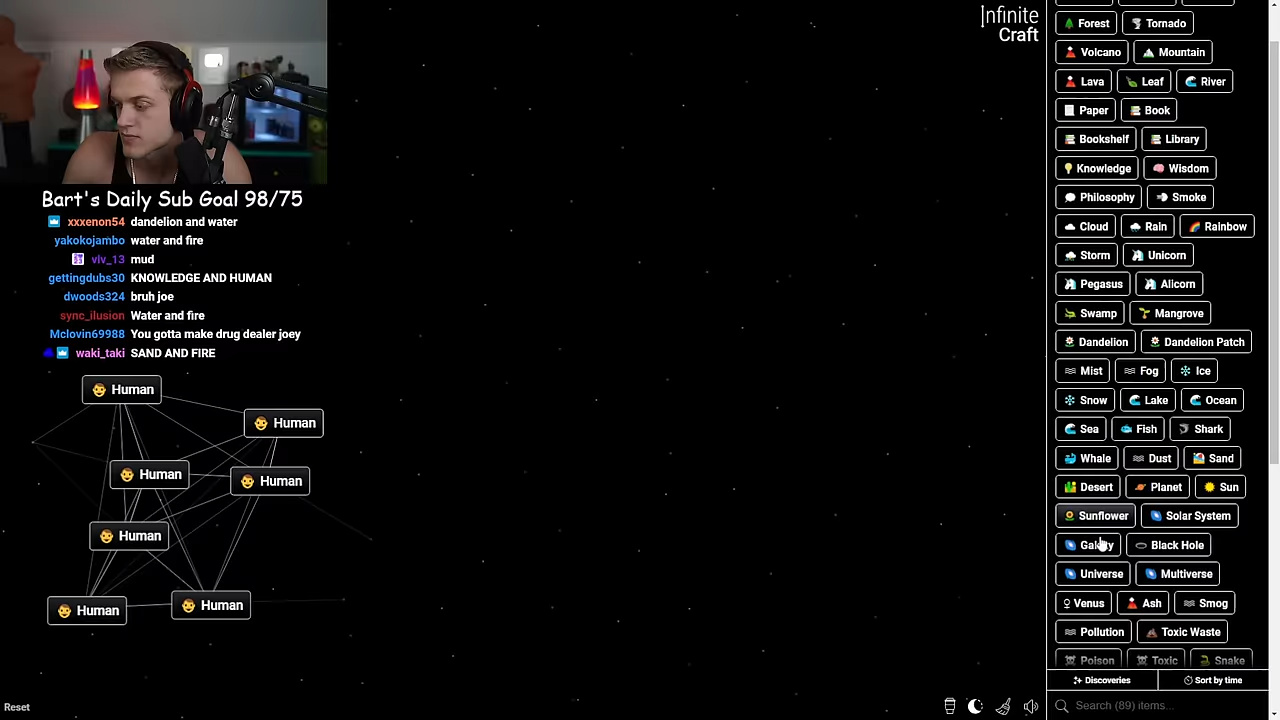 Infinite
Craft
Forest Tornado
Volcano Mountain
Lava Leaf River
Paper Book
Bookshelf Library
Knowledge Wisdom
Philosophy Smoke
Cloud Rain Rainbow
Storm Unicorn
Pegasus Alicorn
Swamp Mangrove
Dandelion Dandelion Patch
Mist Fog Ice
Snow Lake Ocean
Sea Fish Shark
Whale Dust Sand
Desert Planet Sun
Sunflower Solar System
Galaxy Black Hole
Universe Multiverse
Venus Ash Smog
Pollution Toxic Waste
Poison Toxic Snake
Discoveries Sort by time
Search (89) items...
Bart's Daily Sub Goal 98/75
xxxenon54 dandelion and water
yakokojambo water and fire
vlv_13 mud
gettingdubs30 KNOWLEDGE AND HUMAN
dwoods324 bruh joe
sync_ilusion Water and fire
Mclovin69988 You gotta make drug dealer joey
waki_taki SAND AND FIRE
Human
Human
Human
Human
Human
Human
Human
Reset